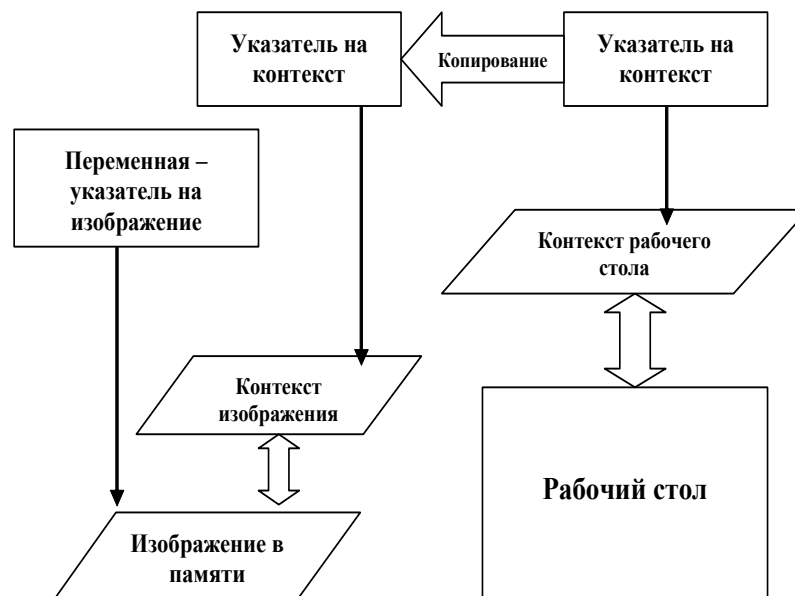 Указатель на
контекст
Копирование
Указатель на
контекст
Переменная –
указатель на
изображение
Контекст рабочего
стола
Контекст
изображения
Рабочий стол
Изображение в
памяти